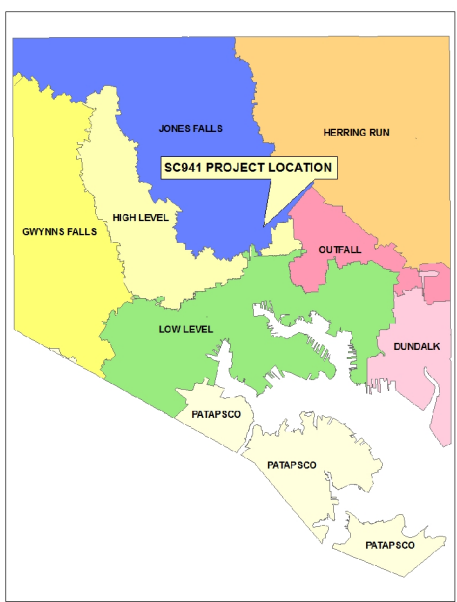 JONES FALLS
HERRING RUN
SC941 PROJECT LOCATION
HIGH LEVEL
GWYNNS FALLS
OUTFALL
LOW LEVEL
DUNDALK
PATAPSCO
PATAPSCO
PATAPSCO